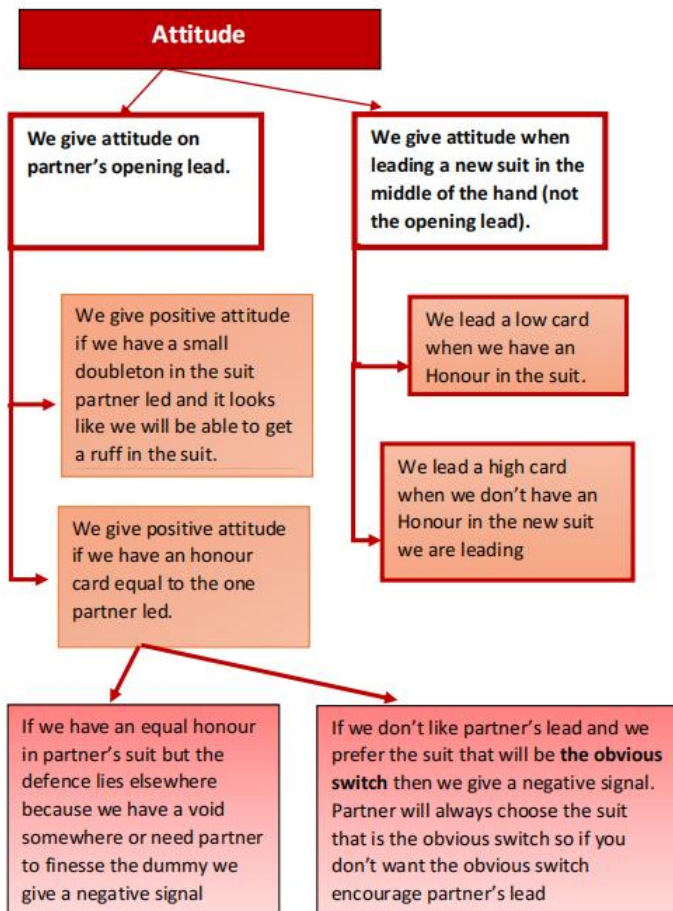 Attitude
We give attitude on
partner's opening lead.
We give attitude when
leading a new suit in the
middle of the hand (not
the opening lead).
We give positive attitude
if we have a small
doubleton in the suit
partner led and it looks
like we will be able to get
a ruff in the suit.
We lead a low card
when we have an
Honour in the suit.
We lead a high card
when we don't have an
Honour in the new suit
we are leading
We give positive attitude
if we have an honour
card equal to the one
partner led.
If we have an equal honour
in partner's suit but the
defence lies elsewhere
because we have a void
somewhere or need partner
to finesse the dummy we
give a negative signal
If we don't like partner's lead and we
prefer the suit that will be the obvious
switch then we give a negative signal.
Partner will always choose the suit
that is the obvious switch so if you
don't want the obvious switch
encourage partner's lead